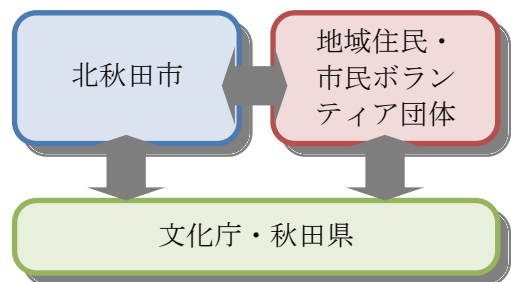 北秋田市
地域住民・
市民ボラン
ティア団体
文化庁・秋田県